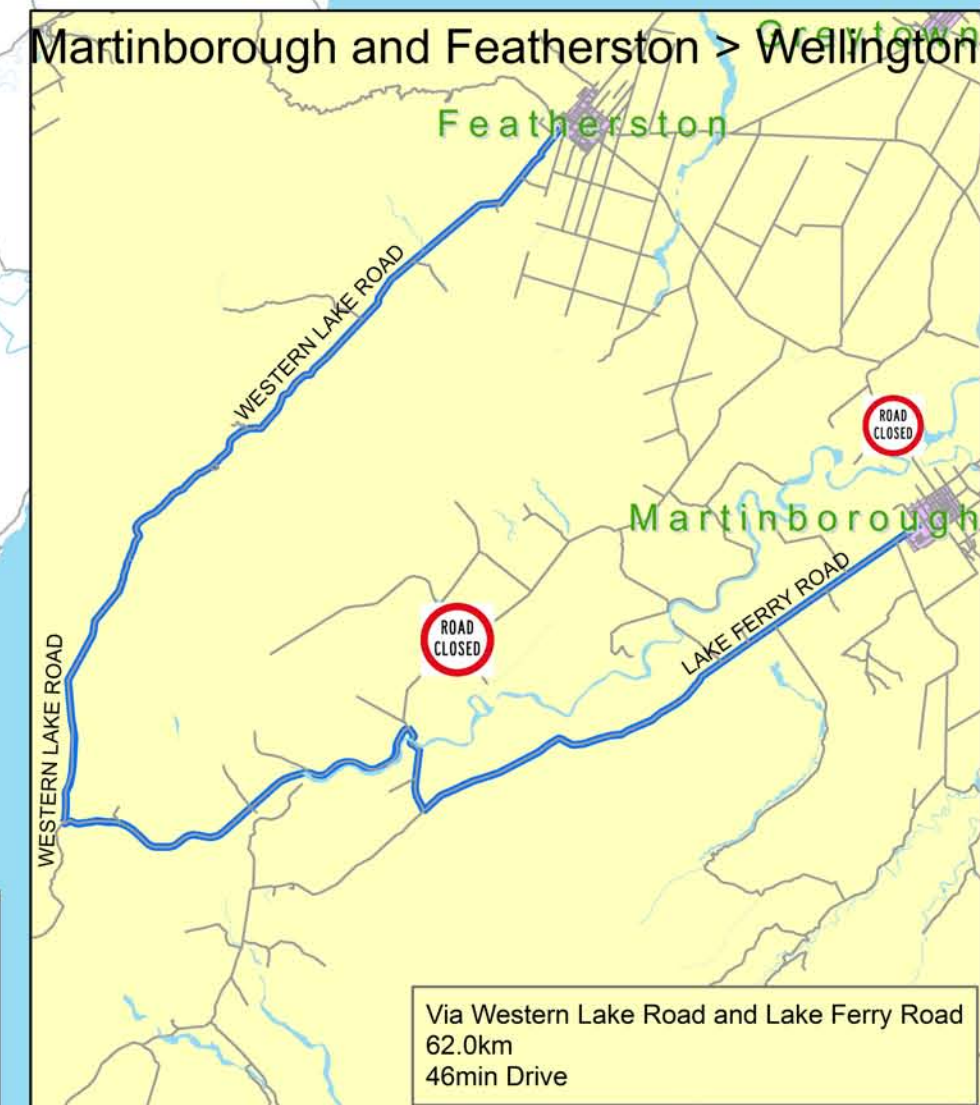 Martinborough and Featherston > Wellington
Greytown
Featherston
WESTERN LAKE ROAD
ROAD
CLOSED
Martinborough
LAKE FERRY ROAD
ROAD
CLOSED
WESTERN LAKE ROAD
Via Western Lake Road and Lake Ferry Road
62.0km
46min Drive